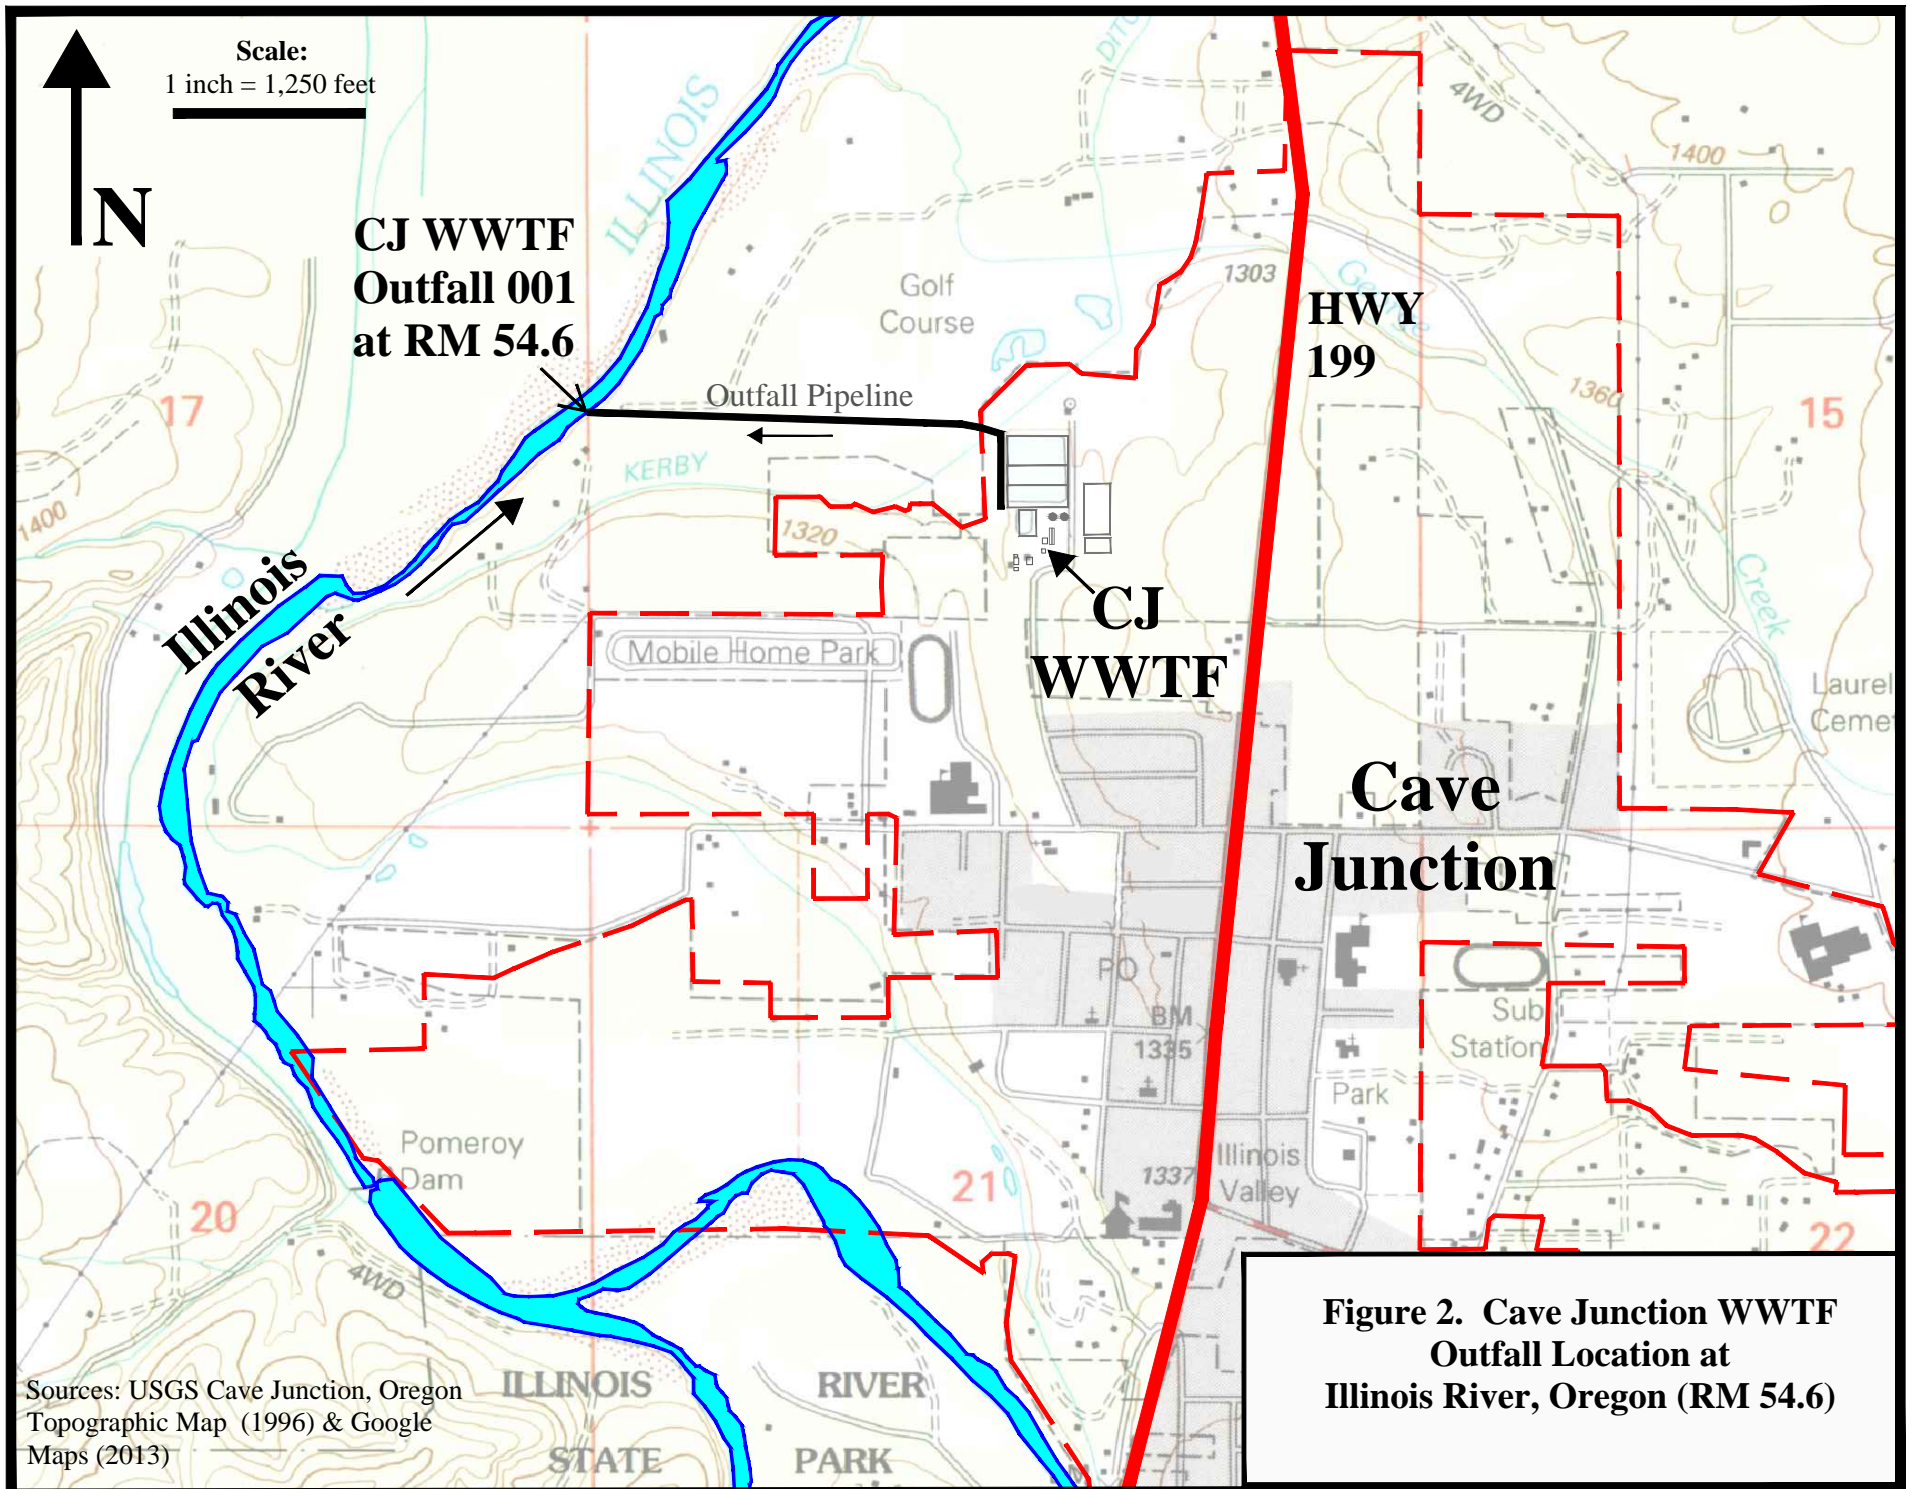 Scale:
1 inch = 1,250 feet
N
ILLINOIS
DITCH
4WD
1400
CJ WWTF
Outfall 001
at RM 54.6
Golf
Course
1303
George
HWY
199
Outfall Pipeline
17
1360
15
KERBY
1400
1320
Illinois
River
CJ
WWTF
Creek
Mobile Home Park
Laurel
Cemet
Cave
Junction
PO
BM
1335
Sub
Station
Park
Pomeroy
Dam
1337
Illinois
Valley
21
20
22
4WD
ILLINOIS RIVER
STATE PARK
Sources: USGS Cave Junction, Oregon
Topographic Map (1996) & Google
Maps (2013)
Figure 2. Cave Junction WWTF
Outfall Location at
Illinois River, Oregon (RM 54.6)